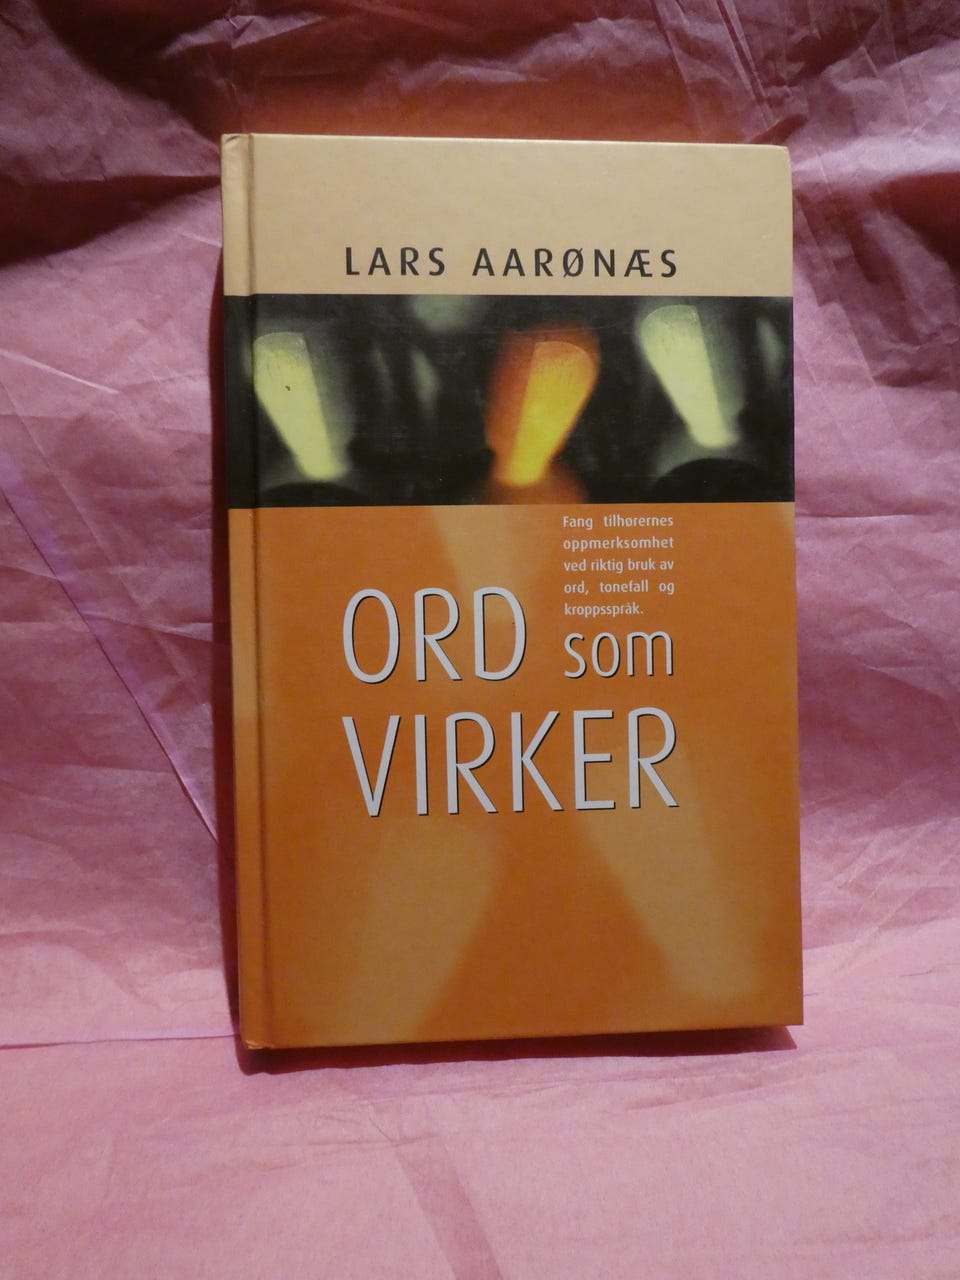 LARS AARØNÆS
Fang tilhørernes
oppmerksomhet
ved riktig bruk av
ord, tonefall og
kroppsspråk.
ORD som
VIRKER